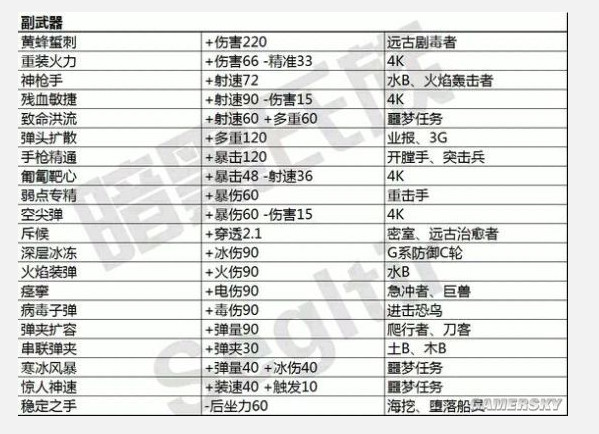 副武器
黄蜂蜇刺 +伤害220 远古剧毒者
重装火力 +伤害66 -精准33 4K
神枪手 +射速72 水B、火焰轰击者
残血敏捷 +射速90 -伤害15 4K
致命洪流 +射速60 +多重60 噩梦任务
弹头扩散 +多重120 业报、3G
手枪精通 +暴击120 开膛手、突击兵
匍匐靶心 +暴击48 -射速36 4K
弱点专精 +暴伤60 重击手
空尖弹 +暴伤60 -伤害15 4K
斥候 +穿透2.1 密室、远古治愈者
深层冰冻 +冰伤90 G系防御C轮
火焰装弹 +火伤90 水B
痉挛 +电伤90 急冲者、巨兽
病毒子弹 +毒伤90 进击恐鸟
弹夹扩容 +弹量90 爬行者、刀客
串联弹夹 +弹夹30 土B、木B
寒冰风暴 +弹量40 +冰伤40 噩梦任务
惊人神速 +装速40 +触发10 噩梦任务
稳定之手 -后坐力60 海挖、堕落船员
GAMERSKY